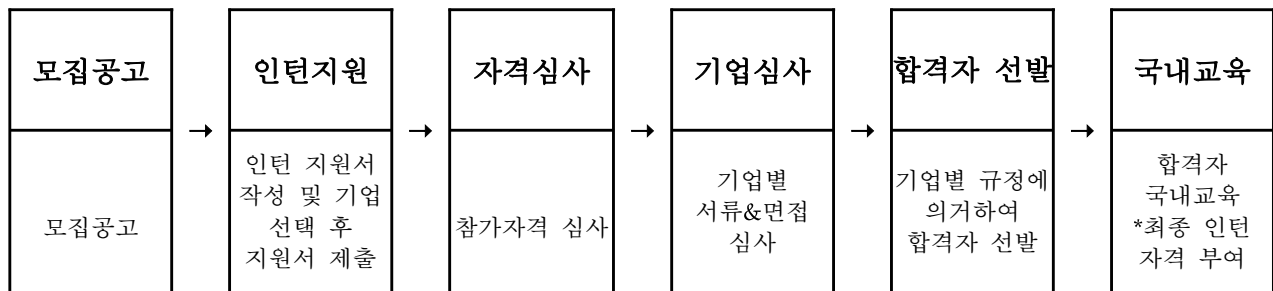 모집공고
모집공고
→
인턴지원
인턴 지원서
작성 및 기업
선택 후
지원서 제출
→
자격심사
참가자격 심사
→
기업심사
기업별
서류&면접
심사
→
합격자 선발
기업별 규정에
의거하여
합격자 선발
→
국내교육
합격자
국내교육
*최종 인턴
자격 부여